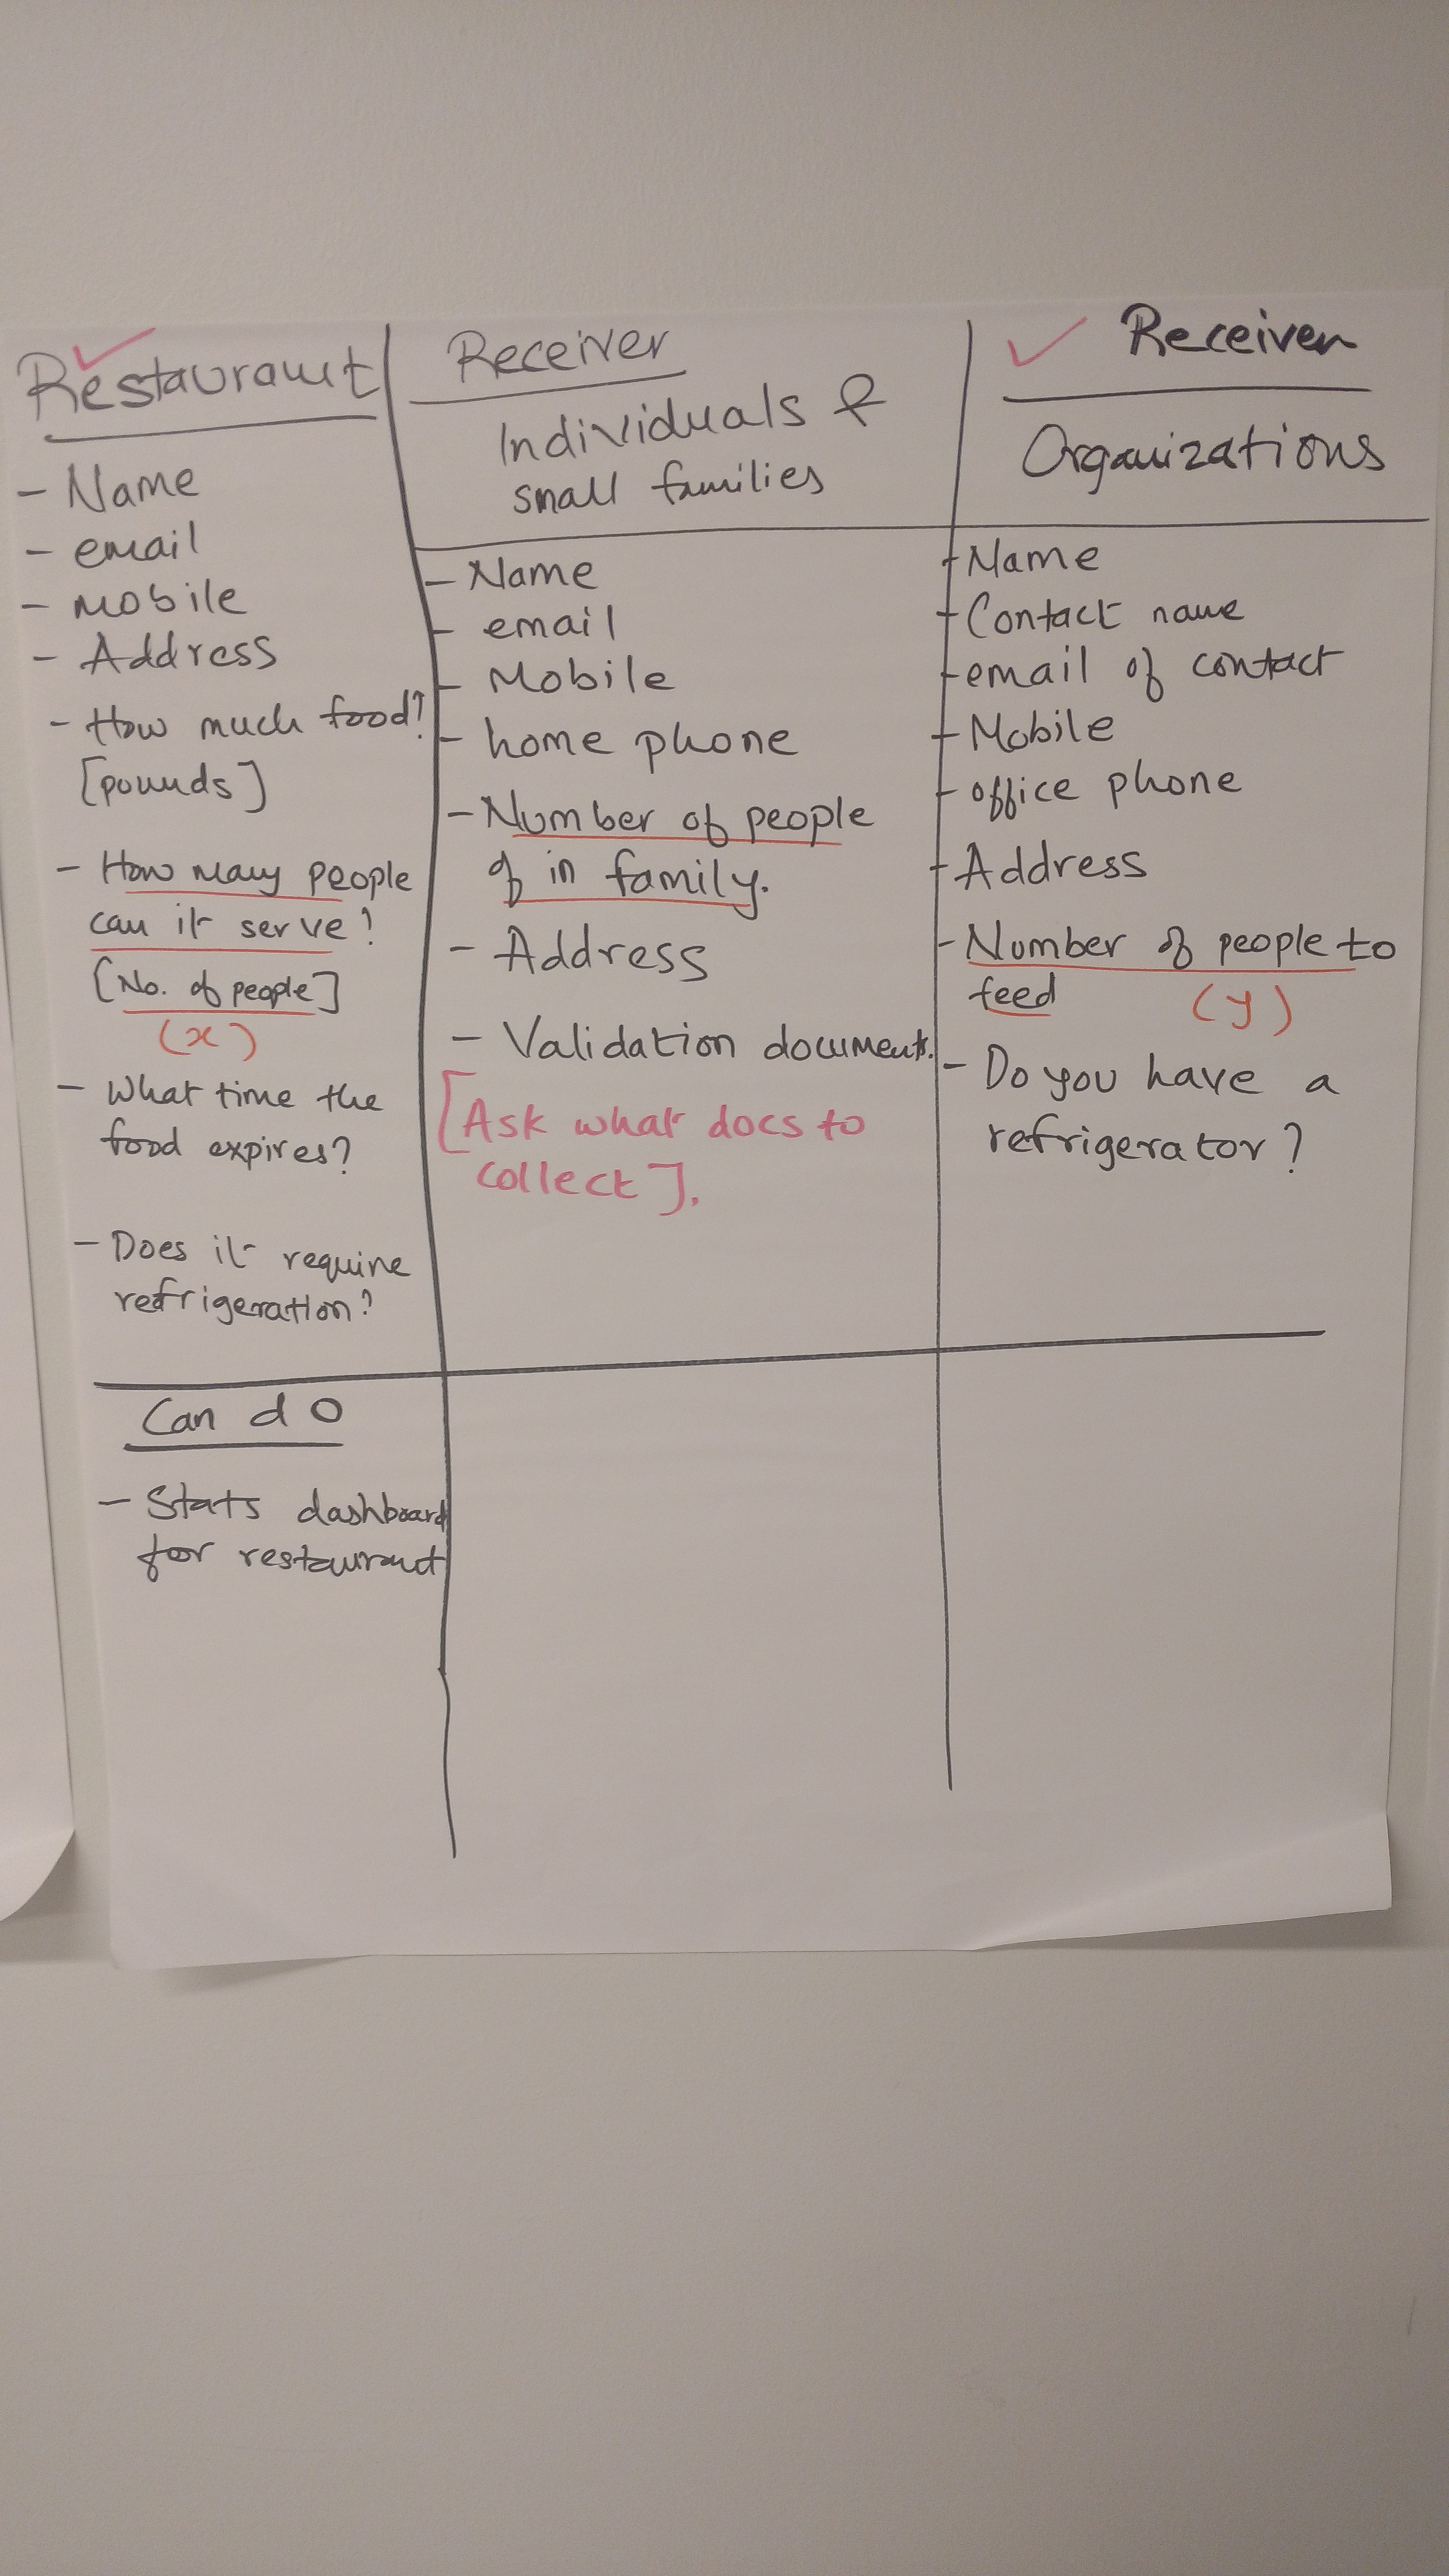 Restaurant
- Name
- email
- Mobile
- Address
- How much food?
[pounds]
- How many people
can it serve?
[No. of people]
(x)
- What time the
food expires?
- Does it require
refrigeration?
Can do
- Stats dashboard
for restaurant
Receiver
Individuals &
small families
- Name
- email
- Mobile
- home phone
- Number of people
of in family.
- Address
- Validation documents.
[Ask what docs to
collect].
Receiver
Organizations
- Name
- Contact name
- email of contact
- Mobile
- office phone
- Address
- Number of people to
feed (y)
- Do you have a
refrigerator?